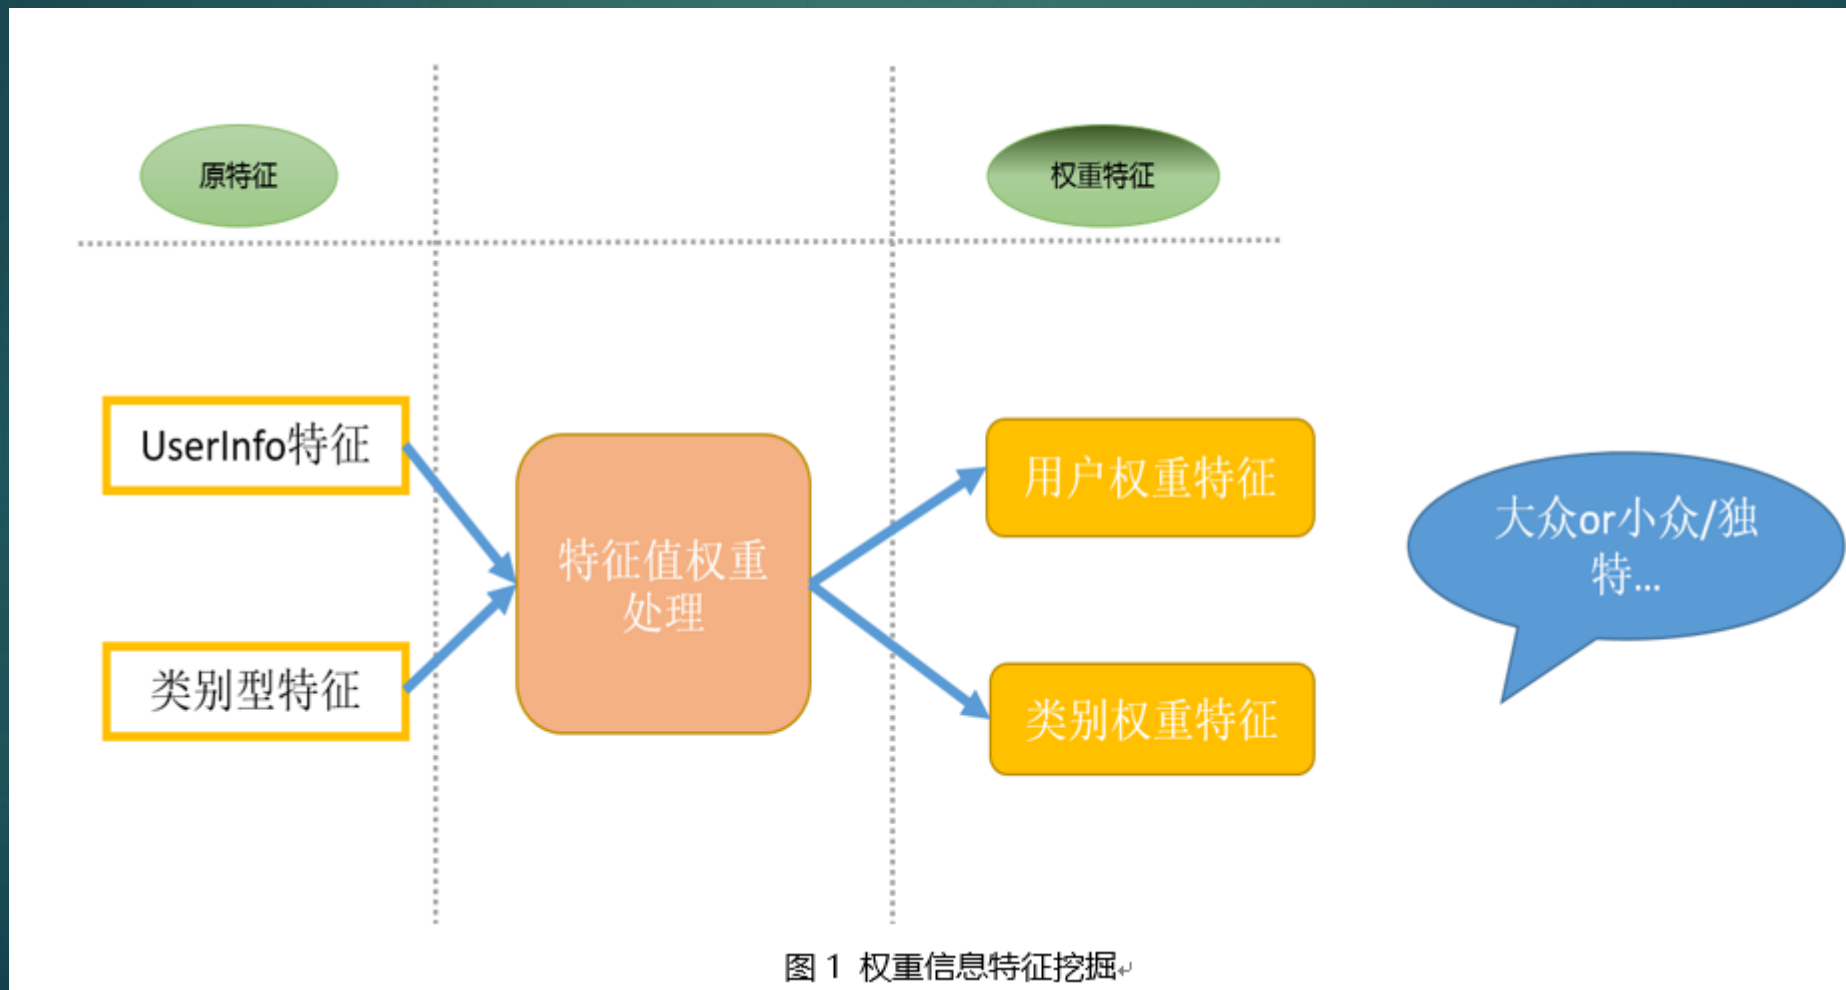 原特征
权重特征
UserInfo特征
类别型特征
特征值权重
处理
用户权重特征
类别权重特征
大众or小众/独
特...
图 1 权重信息特征挖掘↵